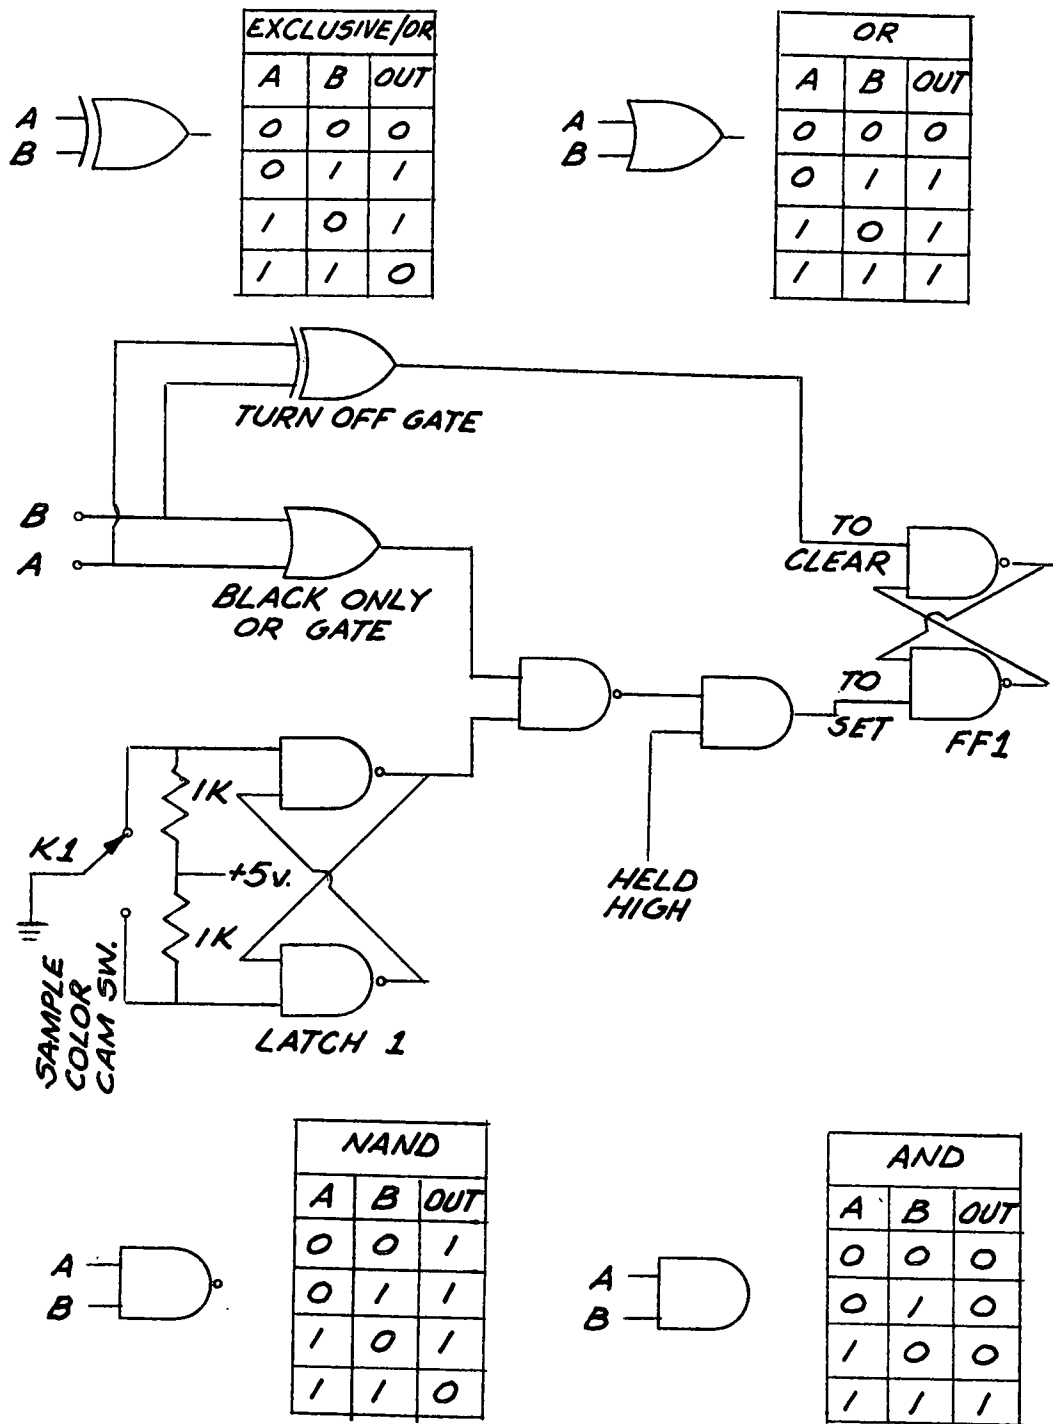 EXCLUSIVE/OR
A B OUT
0 0 0
0 1 1
1 0 1
1 1 0
A
B
OR
A B OUT
0 0 0
0 1 1
1 0 1
1 1 1
A
B
TURN OFF GATE
B
A
BLACK ONLY
OR GATE
TO
CLEAR
TO
SET
FF1
1K
K1
+5v.
1K
HELD
HIGH
SAMPLE
COLOR
CAM SW.
LATCH 1
NAND
A B OUT
0 0 1
0 1 1
1 0 1
1 1 0
A
B
AND
A B OUT
0 0 0
0 1 0
1 0 0
1 1 1
A
B